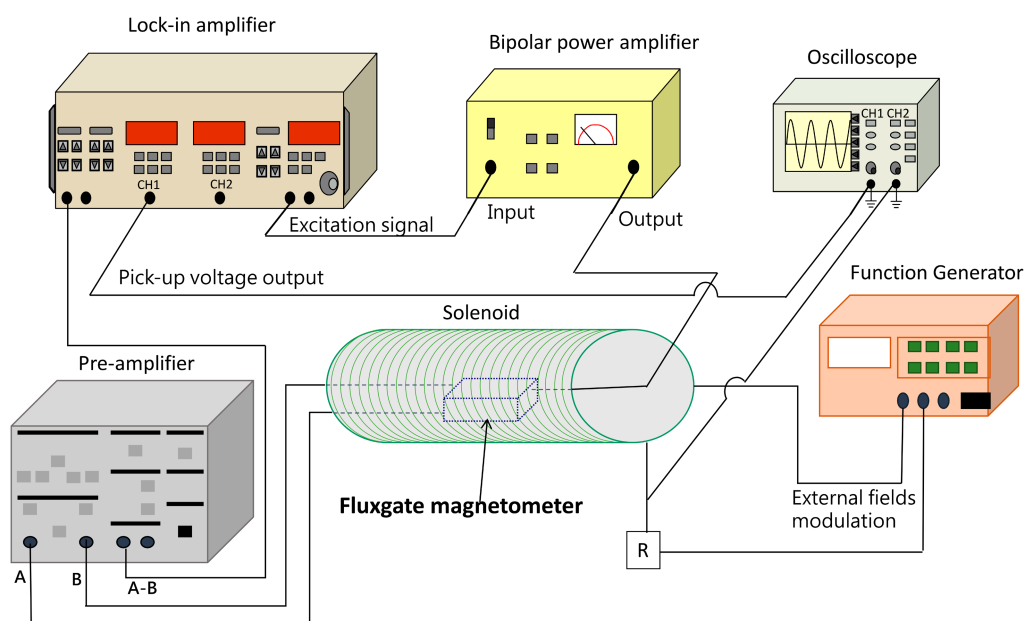 Lock-in amplifier
Bipolar power amplifier
Oscilloscope
CH1 CH2
CH1
CH2
Input
Output
Excitation signal
Pick-up voltage output
Function Generator
Solenoid
Pre-amplifier
Fluxgate magnetometer
External fields
modulation
R
A
B
A-B